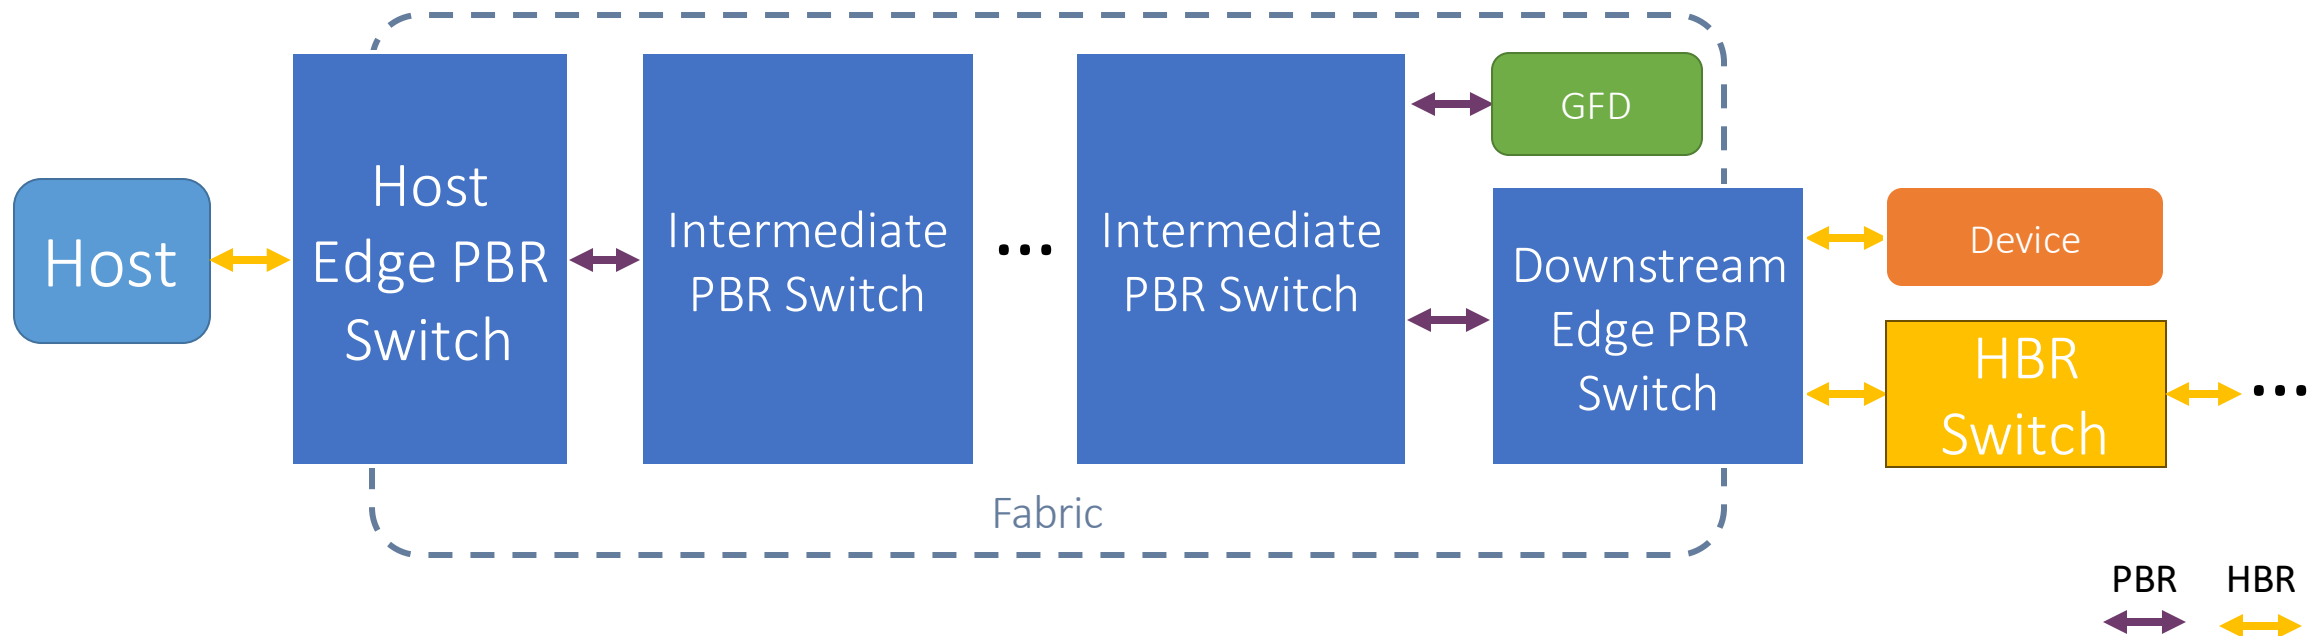 Host
Host
Edge PBR
Switch
Intermediate
PBR Switch
...
Intermediate
PBR Switch
GFD
Downstream
Edge PBR
Switch
Device
HBR
Switch
...
Fabric
PBR
HBR